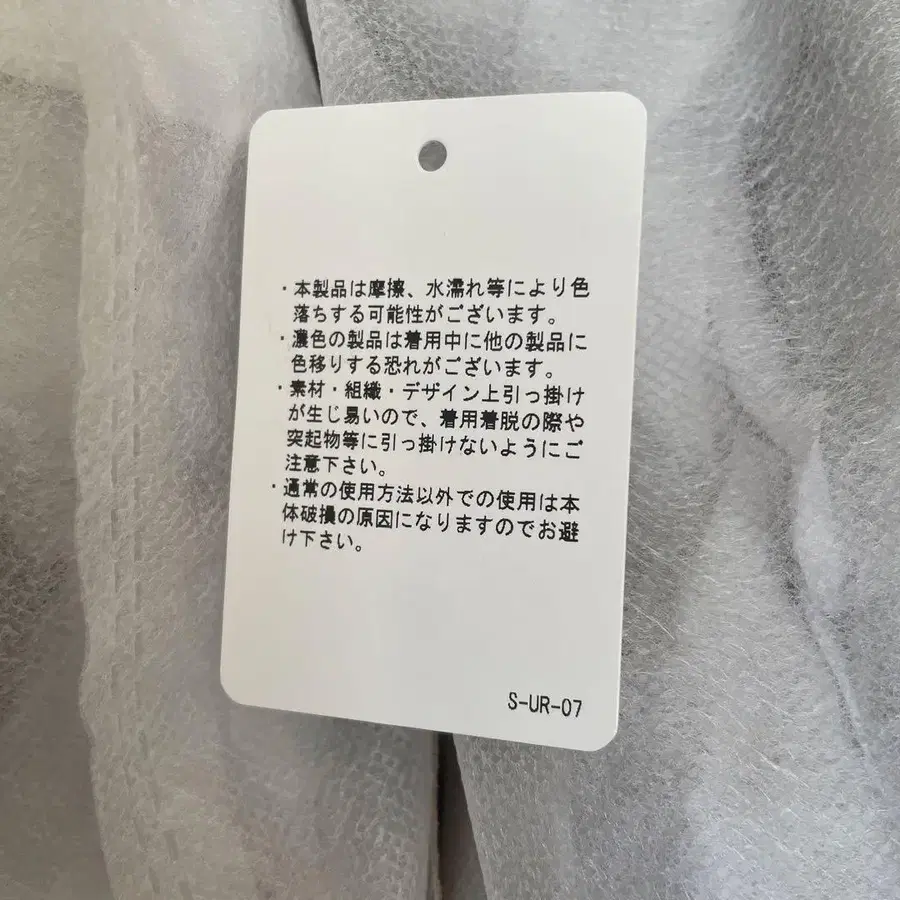 ・本製品は摩擦、水濡れ等により色
落ちする可能性がございます。
・濃色の製品は着用中に他の製品に
色移りする恐れがございます。
・素材・組織・デザイン上引っ掛け
が生じ易いので、着用着脱の際や
突起物等に引っ掛けないようにご
注意下さい。
・通常の使用方法以外での使用は本
体破損の原因になりますのでお避
け下さい。
S-UR-07